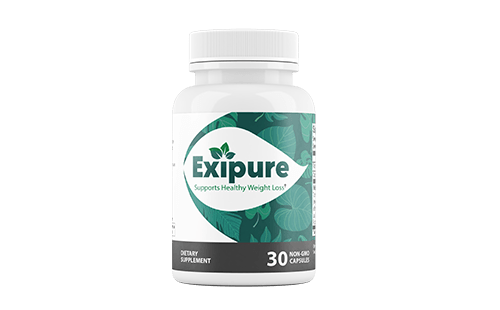 Exipure
Supports Healthy Weight Loss*
DIETARY
SUPPLEMENT
30 NON-GMO
CAPSULES